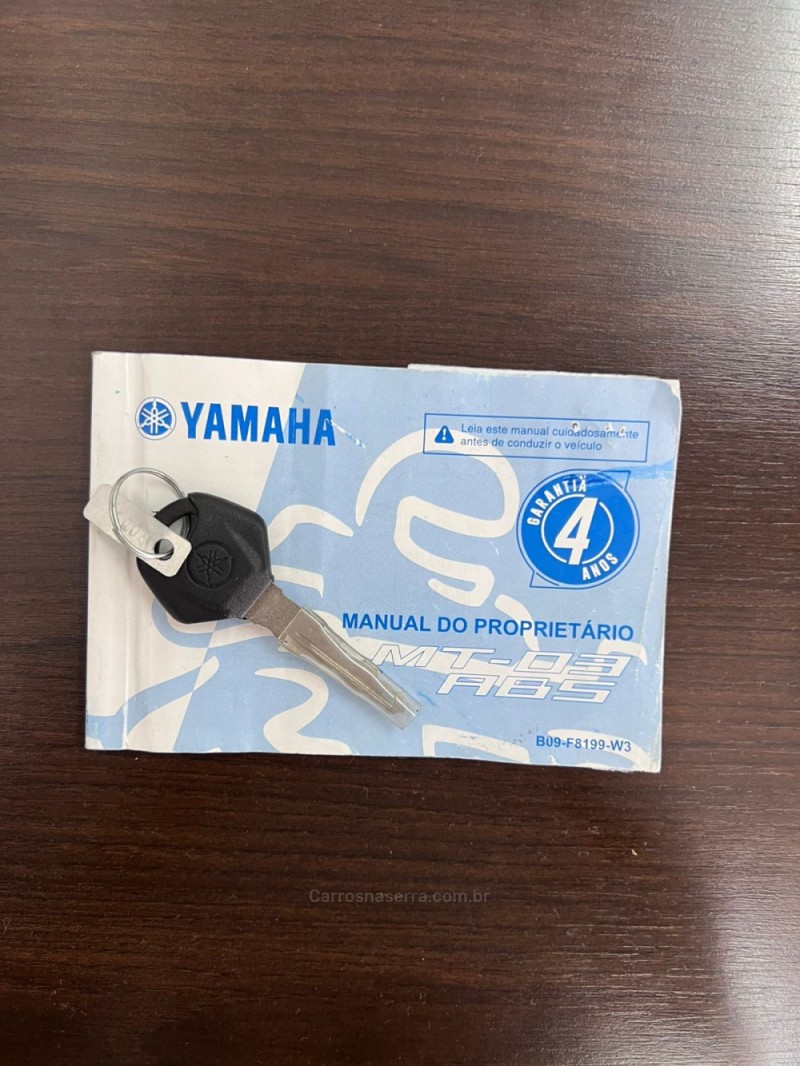 YAMAHA
Leia este manual cuidadosamente
antes de conduzir o veículo
GARANTIA
4
ANOS
MANUAL DO PROPRIETÁRIO
MT-03
ABS
B09-F8199-W3
Carrosnaserra.com.br